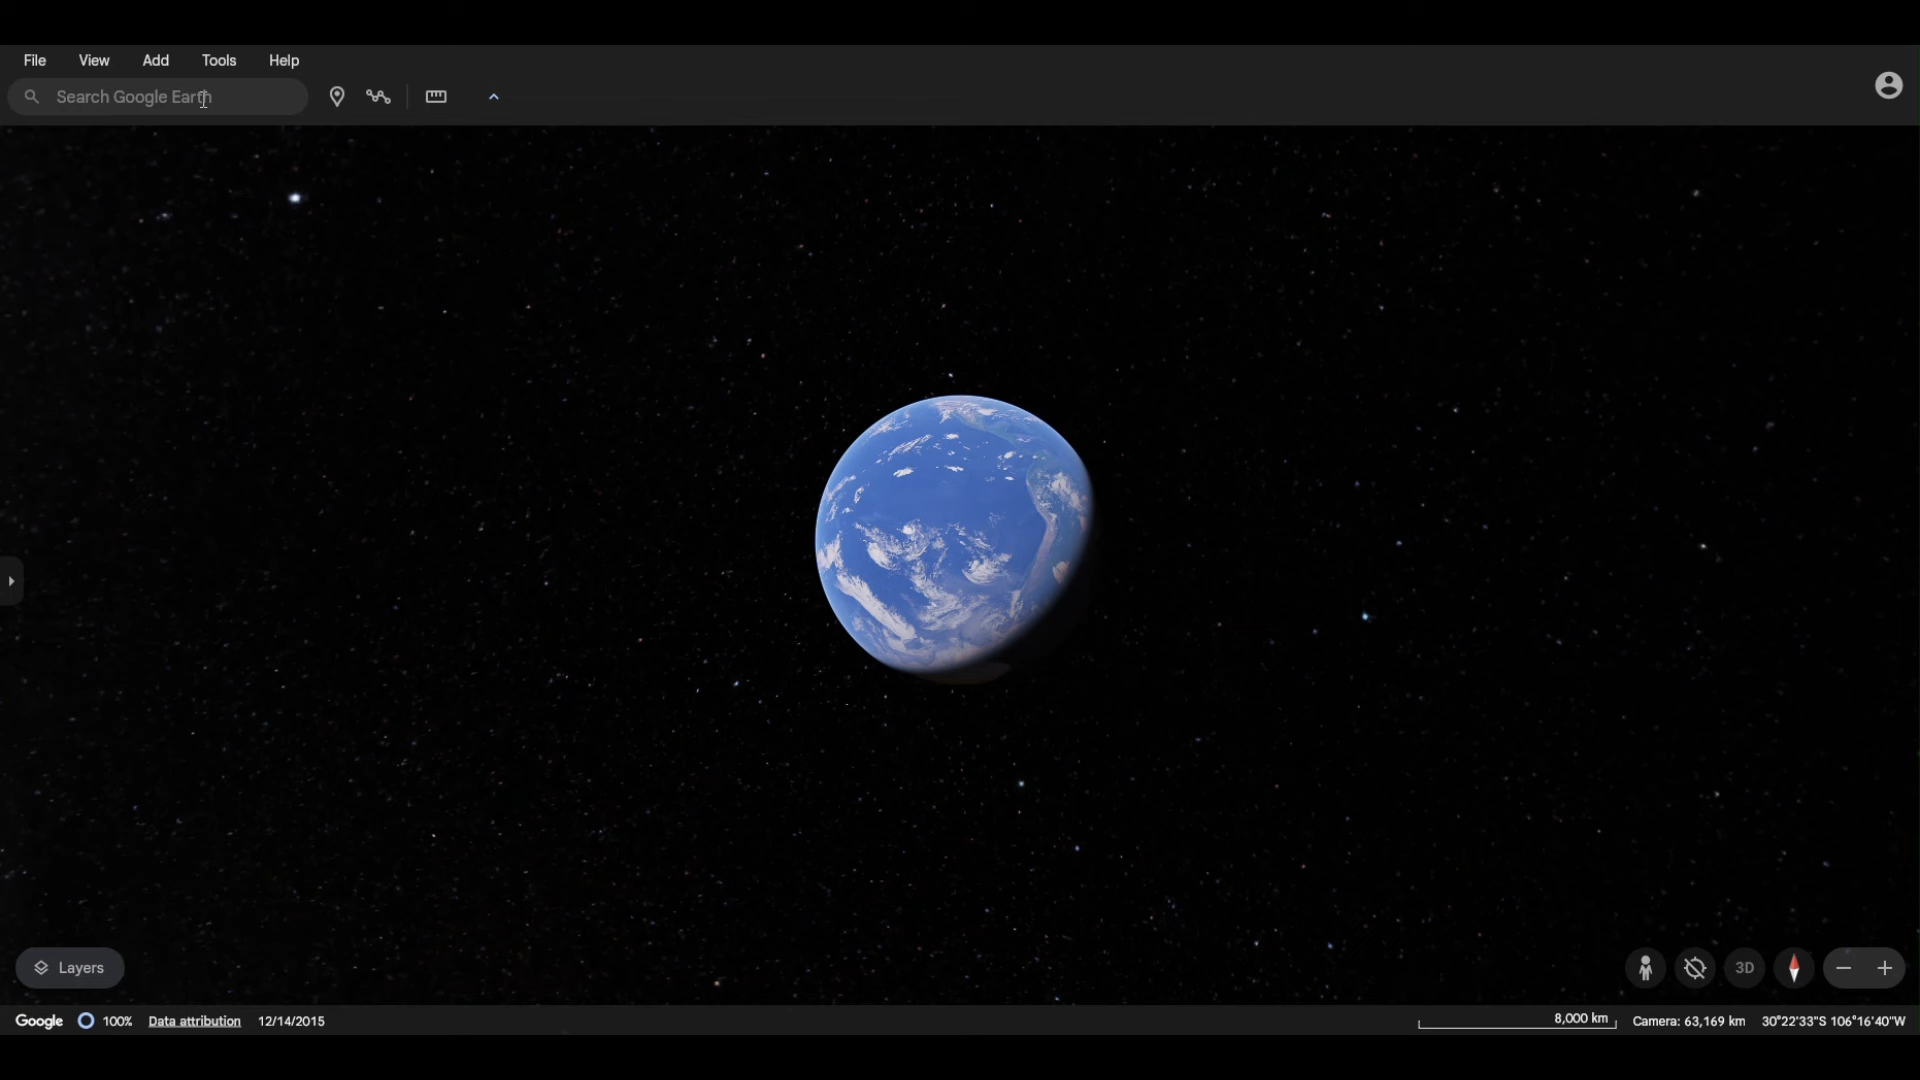 File View Add Tools Help
Search Google Earth
Layers
3D
Google 100% Data attribution 12/14/2015 8,000 km Camera: 63,169 km 30°22'33"S 106°16'40"W